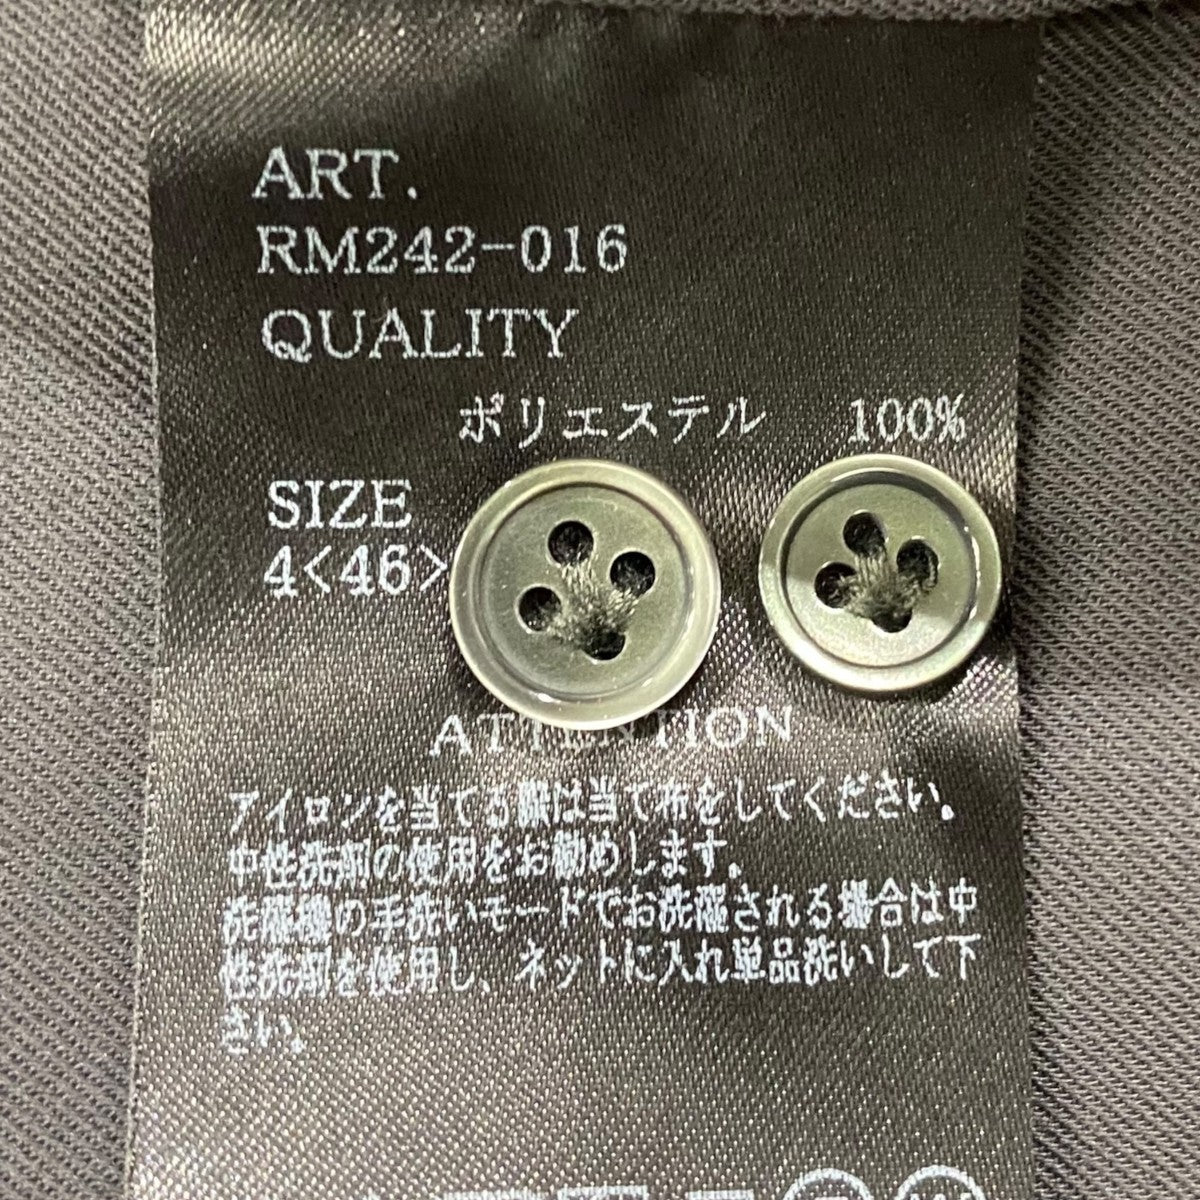 ART.
RM242-016
QUALITY
ポリエステル 100%
SIZE
4<46>
ATTENTION
アイロンを当てる際は当て布をしてください。
中性洗剤の使用をお勧めします。
洗濯機の手洗いモードでお洗濯される場合は中
性洗剤を使用し、ネットに入れ単品洗いして下
さい。